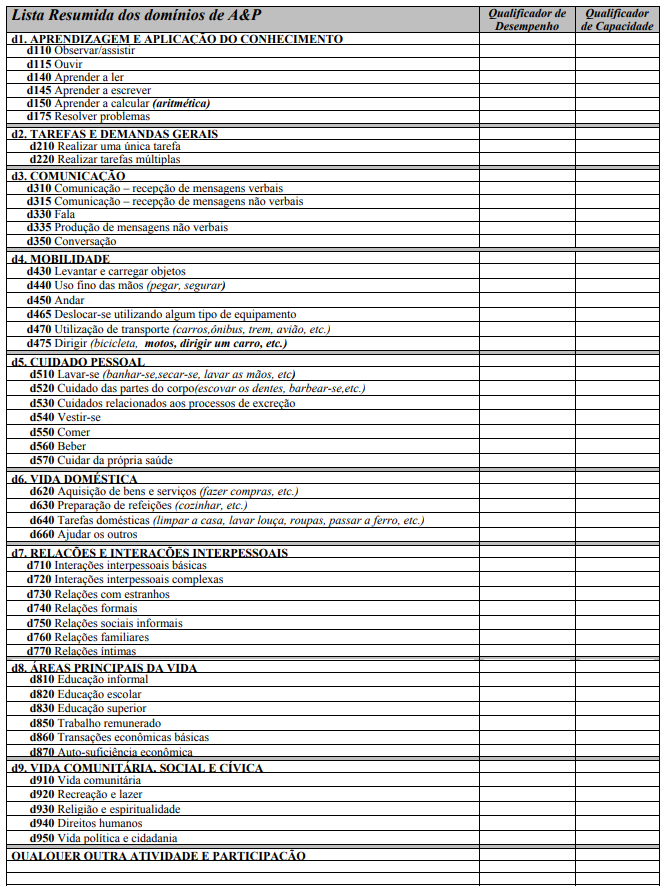 Lista Resumida dos domínios de A&P
Qualificador de Desempenho
Qualificador de Capacidade
d1. APRENDIZAGEM E APLICAÇÃO DO CONHECIMENTO
d110 Observar/assistir
d115 Ouvir
d140 Aprender a ler
d145 Aprender a escrever
d150 Aprender a calcular (aritmética)
d175 Resolver problemas
d2. TAREFAS E DEMANDAS GERAIS
d210 Realizar uma única tarefa
d220 Realizar tarefas múltiplas
d3. COMUNICAÇÃO
d310 Comunicação – recepção de mensagens verbais
d315 Comunicação – recepção de mensagens não verbais
d330 Fala
d335 Produção de mensagens não verbais
d350 Conversação
d4. MOBILIDADE
d430 Levantar e carregar objetos
d440 Uso fino das mãos (pegar, segurar)
d450 Andar
d465 Deslocar-se utilizando algum tipo de equipamento
d470 Utilização de transporte (carros,ônibus, trem, avião, etc.)
d475 Dirigir (bicicleta, motos, dirigir um carro, etc.)
d5. CUIDADO PESSOAL
d510 Lavar-se (banhar-se,secar-se, lavar as mãos, etc)
d520 Cuidado das partes do corpo(escovar os dentes, barbear-se,etc.)
d530 Cuidados relacionados aos processos de excreção
d540 Vestir-se
d550 Comer
d560 Beber
d570 Cuidar da própria saúde
d6. VIDA DOMÉSTICA
d620 Aquisição de bens e serviços (fazer compras, etc.)
d630 Preparação de refeições (cozinhar, etc.)
d640 Tarefas domésticas (limpar a casa, lavar louça, roupas, passar a ferro, etc.)
d660 Ajudar os outros
d7. RELAÇÕES E INTERAÇÕES INTERPESSOAIS
d710 Interações interpessoais básicas
d720 Interações interpessoais complexas
d730 Relações com estranhos
d740 Relações formais
d750 Relações sociais informais
d760 Relações familiares
d770 Relações íntimas
d8. ÁREAS PRINCIPAIS DA VIDA
d810 Educação informal
d820 Educação escolar
d830 Educação superior
d850 Trabalho remunerado
d860 Transações econômicas básicas
d870 Auto-suficiência econômica
d9. VIDA COMUNITÁRIA, SOCIAL E CÍVICA
d910 Vida comunitária
d920 Recreação e lazer
d930 Religião e espiritualidade
d940 Direitos humanos
d950 Vida política e cidadania
QUALQUER OUTRA ATIVIDADE E PARTICIPAÇÃO